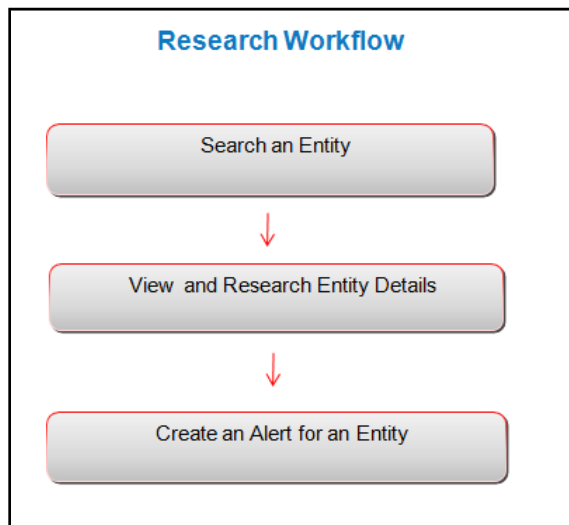 Research Workflow
Search an Entity
View and Research Entity Details
Create an Alert for an Entity